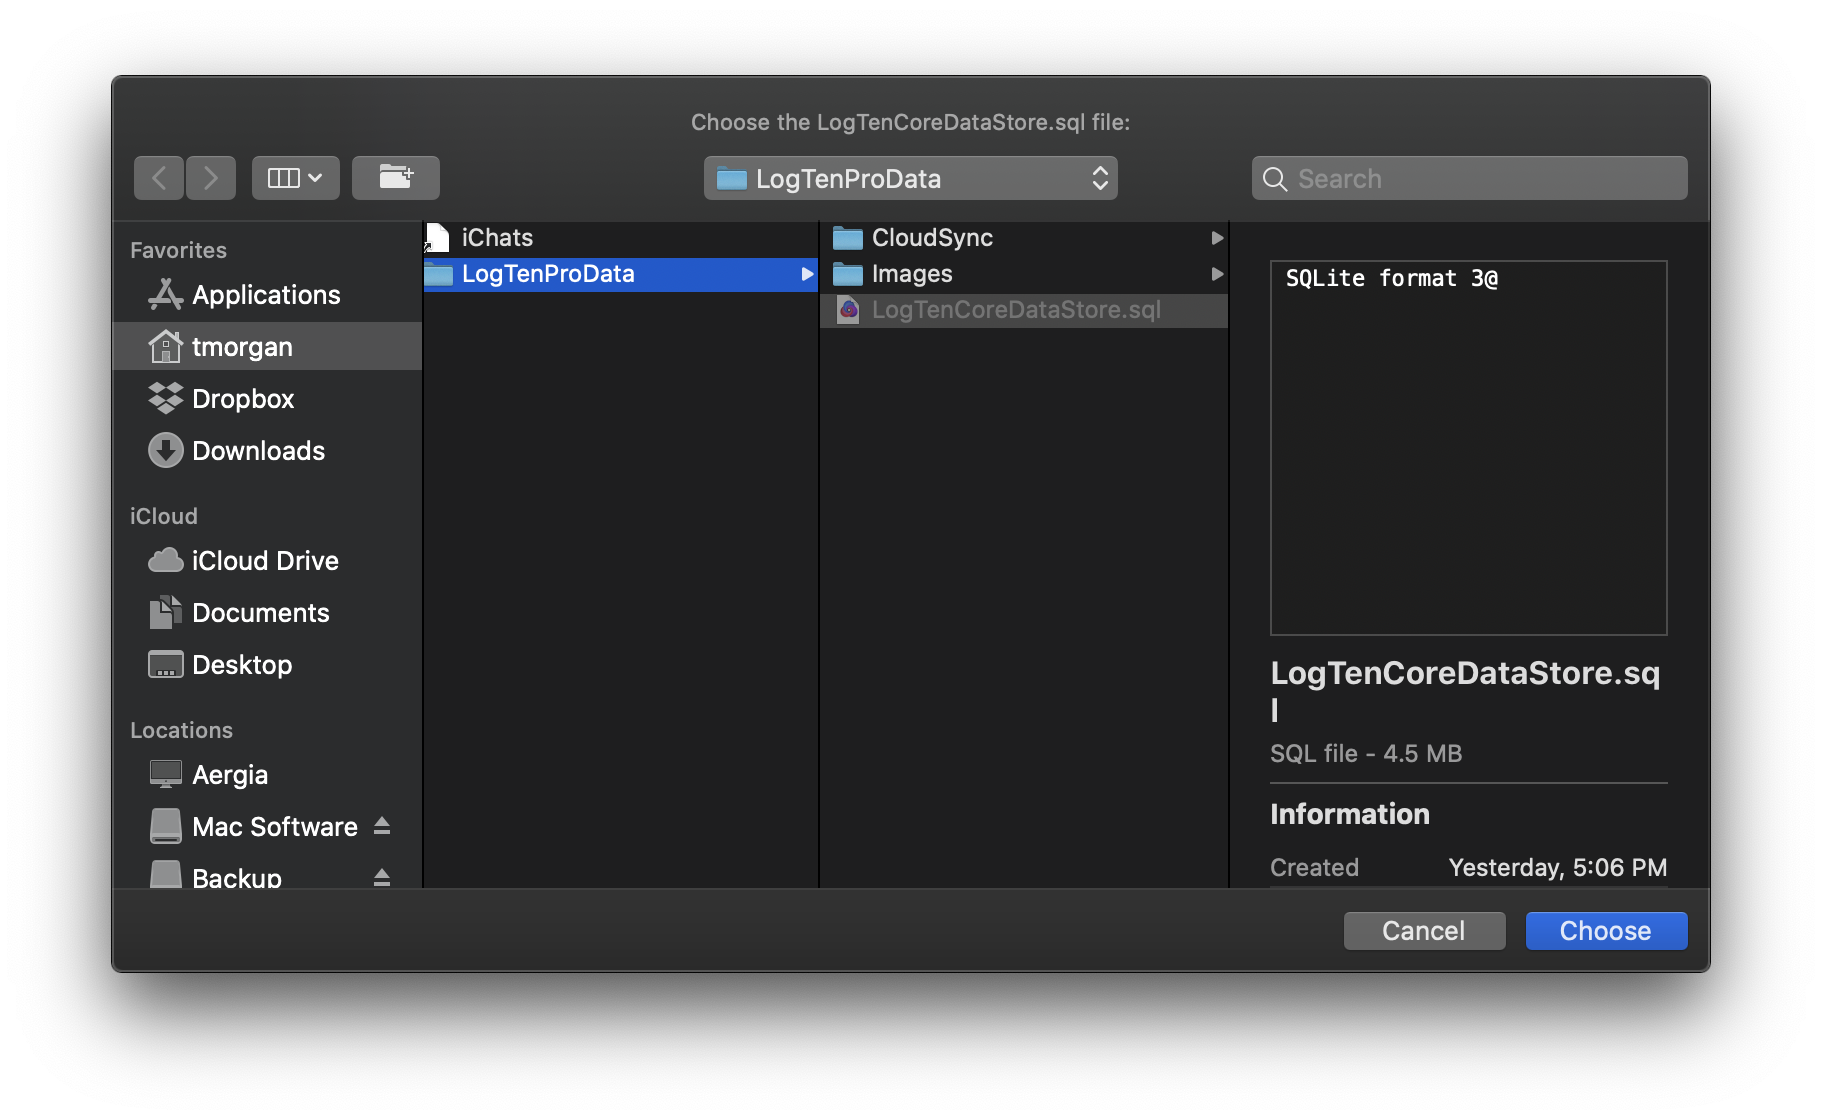 Choose the LogTenCoreDataStore.sql file:
LogTenProData
Search
Favorites
Applications
tmorgan
Dropbox
Downloads
iCloud
iCloud Drive
Documents
Desktop
Locations
Aergia
Mac Software
Backup
iChats
LogTenProData
CloudSync
Images
LogTenCoreDataStore.sql
SQLite format 3@
LogTenCoreDataStore.sq
l
SQL file - 4.5 MB
Information
Created Yesterday, 5:06 PM
Cancel
Choose